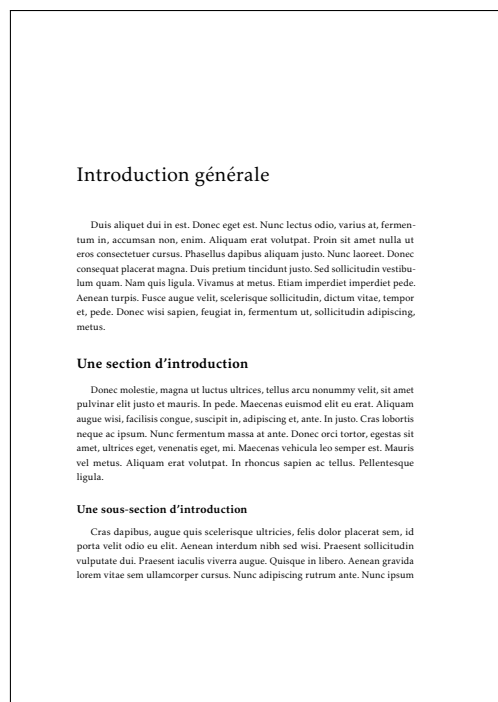 Introduction générale
Duis aliquet dui in est. Donec eget est. Nunc lectus odio, varius at, fermen-
tum in, accumsan non, enim. Aliquam erat volutpat. Proin sit amet nulla ut
eros consectetuer cursus. Phasellus dapibus aliquam justo. Nunc laoreet. Donec
consequat placerat magna. Duis pretium tincidunt justo. Sed sollicitudin vestibu-
lum quam. Nam quis ligula. Vivamus at metus. Etiam imperdiet imperdiet pede.
Aenean turpis. Fusce augue velit, scelerisque sollicitudin, dictum vitae, tempor
et, pede. Donec wisi sapien, feugiat in, fermentum ut, sollicitudin adipiscing,
metus.
Une section d’introduction
Donec molestie, magna ut luctus ultrices, tellus arcu nonummy velit, sit amet
pulvinar elit justo et mauris. In pede. Maecenas euismod elit eu erat. Aliquam
augue wisi, facilisis congue, suscipit in, adipiscing et, ante. In justo. Cras lobortis
neque ac ipsum. Nunc fermentum massa at ante. Donec orci tortor, egestas sit
amet, ultrices eget, venenatis eget, mi. Maecenas vehicula leo semper est. Mauris
vel metus. Aliquam erat volutpat. In rhoncus sapien ac tellus. Pellentesque
ligula.
Une sous-section d’introduction
Cras dapibus, augue quis scelerisque ultricies, felis dolor placerat sem, id
porta velit odio eu elit. Aenean interdum nibh sed wisi. Praesent sollicitudin
vulputate dui. Praesent iaculis viverra augue. Quisque in libero. Aenean gravida
lorem vitae sem ullamcorper cursus. Nunc adipiscing rutrum ante. Nunc ipsum